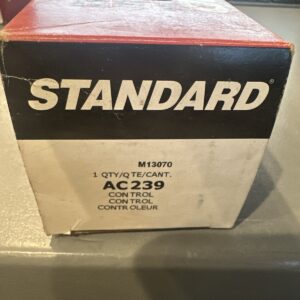 STANDARD®
M13070
1 QTY/QTE/CANT.
AC239
CONTROL
CONTROL
CONTROLEUR